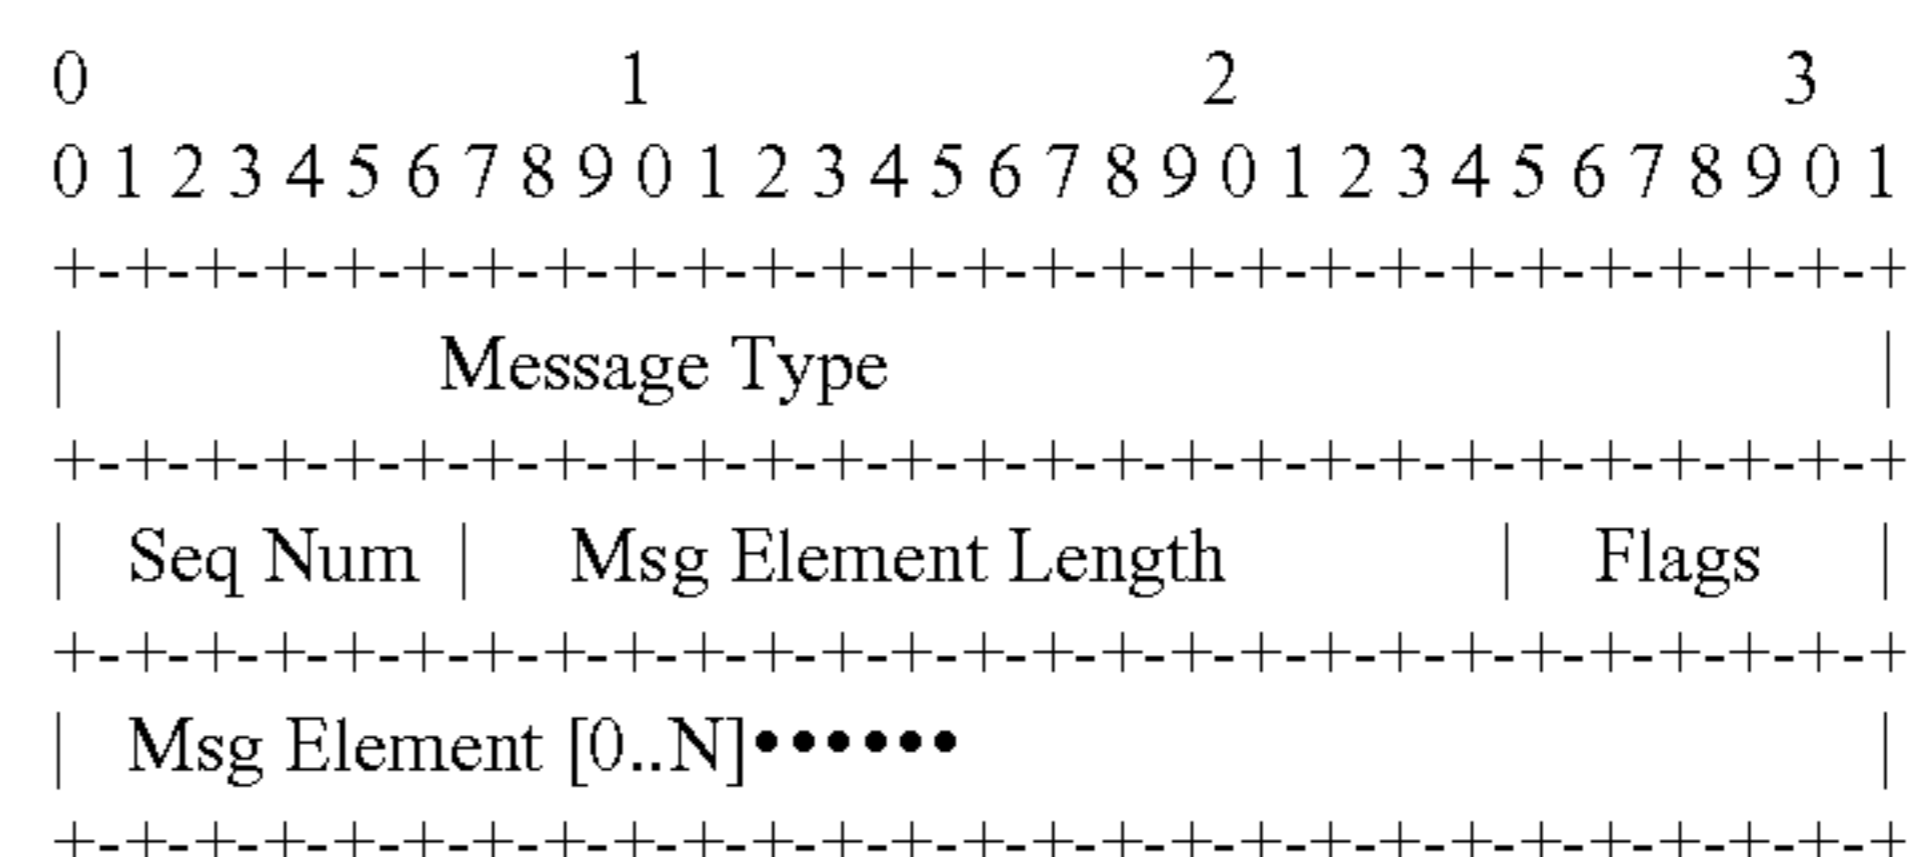 0 1 2 3
0 1 2 3 4 5 6 7 8 9 0 1 2 3 4 5 6 7 8 9 0 1 2 3 4 5 6 7 8 9 0 1
+-+-+-+-+-+-+-+-+-+-+-+-+-+-+-+-+-+-+-+-+-+-+-+-+-+-+-+
| Message Type |
+-+-+-+-+-+-+-+-+-+-+-+-+-+-+-+-+-+-+-+-+-+-+-+-+-+-+-+
| Seq Num | Msg Element Length | Flags |
+-+-+-+-+-+-+-+-+-+-+-+-+-+-+-+-+-+-+-+-+-+-+-+-+-+-+-+
| Msg Element [0..N]•••••• |
+-+-+-+-+-+-+-+-+-+-+-+-+-+-+-+-+-+-+-+-+-+-+-+-+-+-+-+